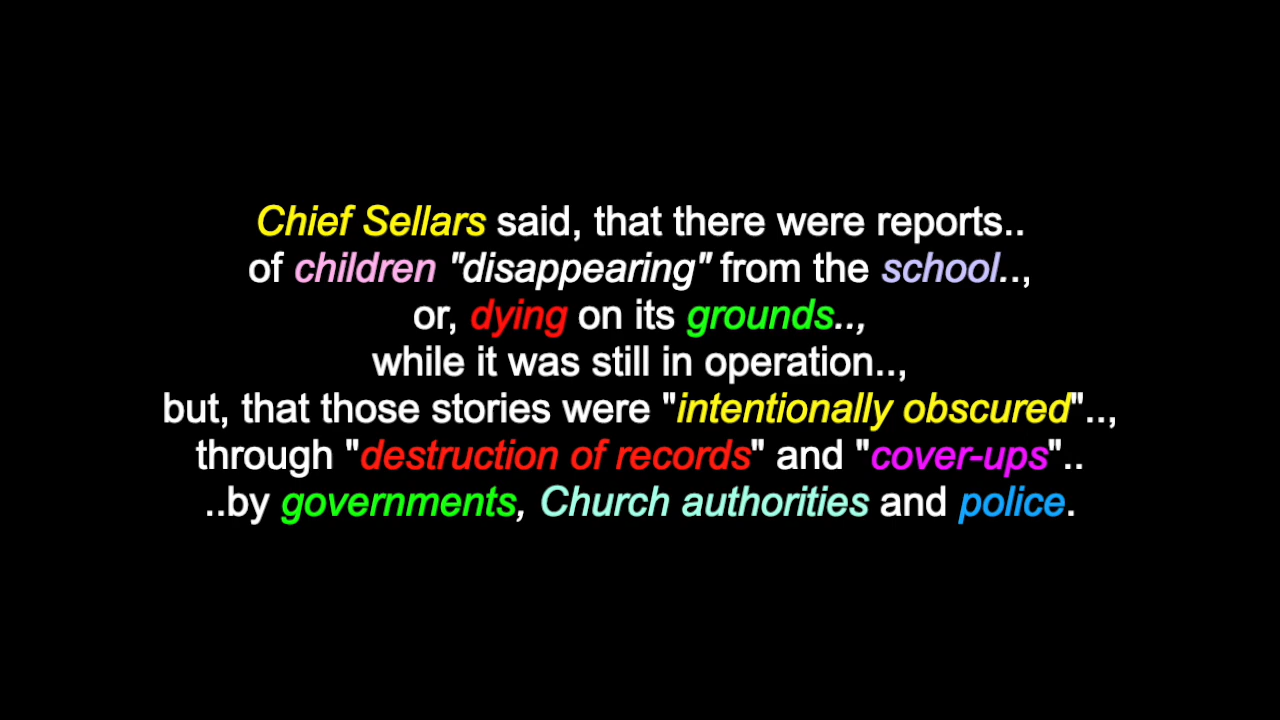 Chief Sellars said, that there were reports..
of children "disappearing" from the school..,
or, dying on its grounds..,
while it was still in operation..,
but, that those stories were "intentionally obscured"..,
through "destruction of records" and "cover-ups"..
..by governments, Church authorities and police.